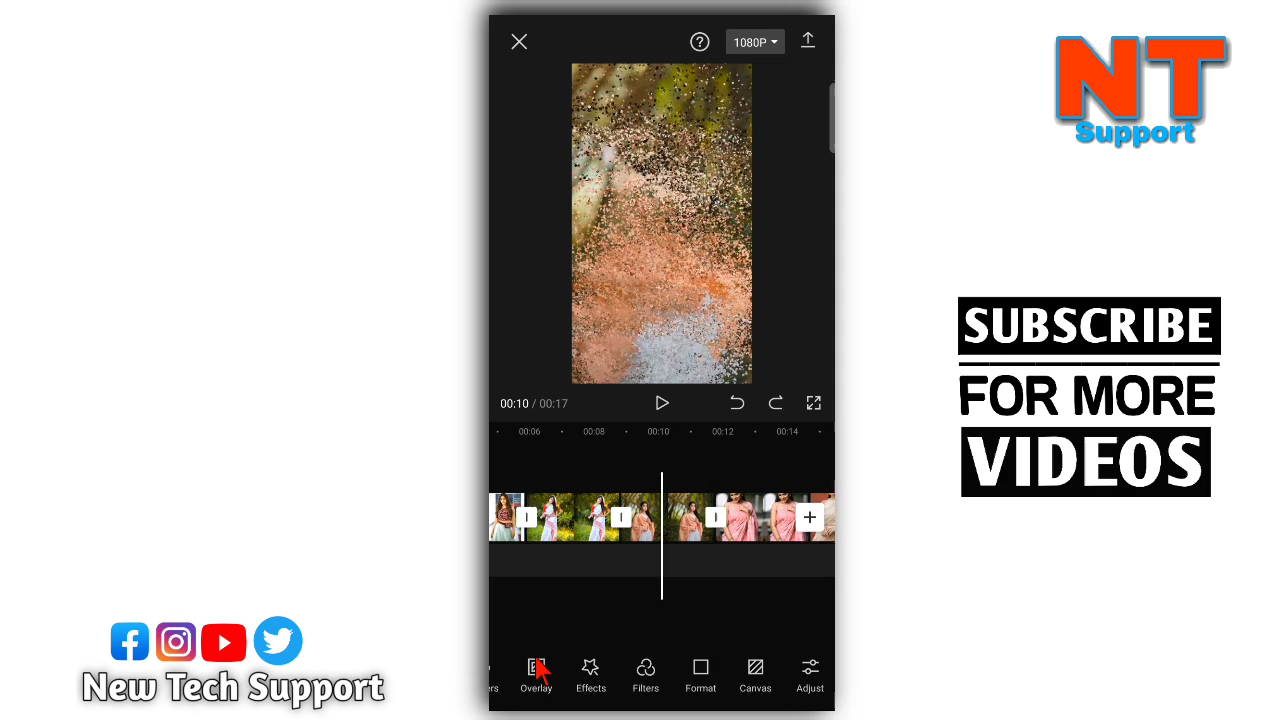 1080P
NT
Support
00:10 / 00:17
00:06
00:08
00:10
00:12
00:14
SUBSCRIBE
FOR MORE
VIDEOS
ers
Overlay
Effects
Filters
Format
Canvas
Adjust
New Tech Support